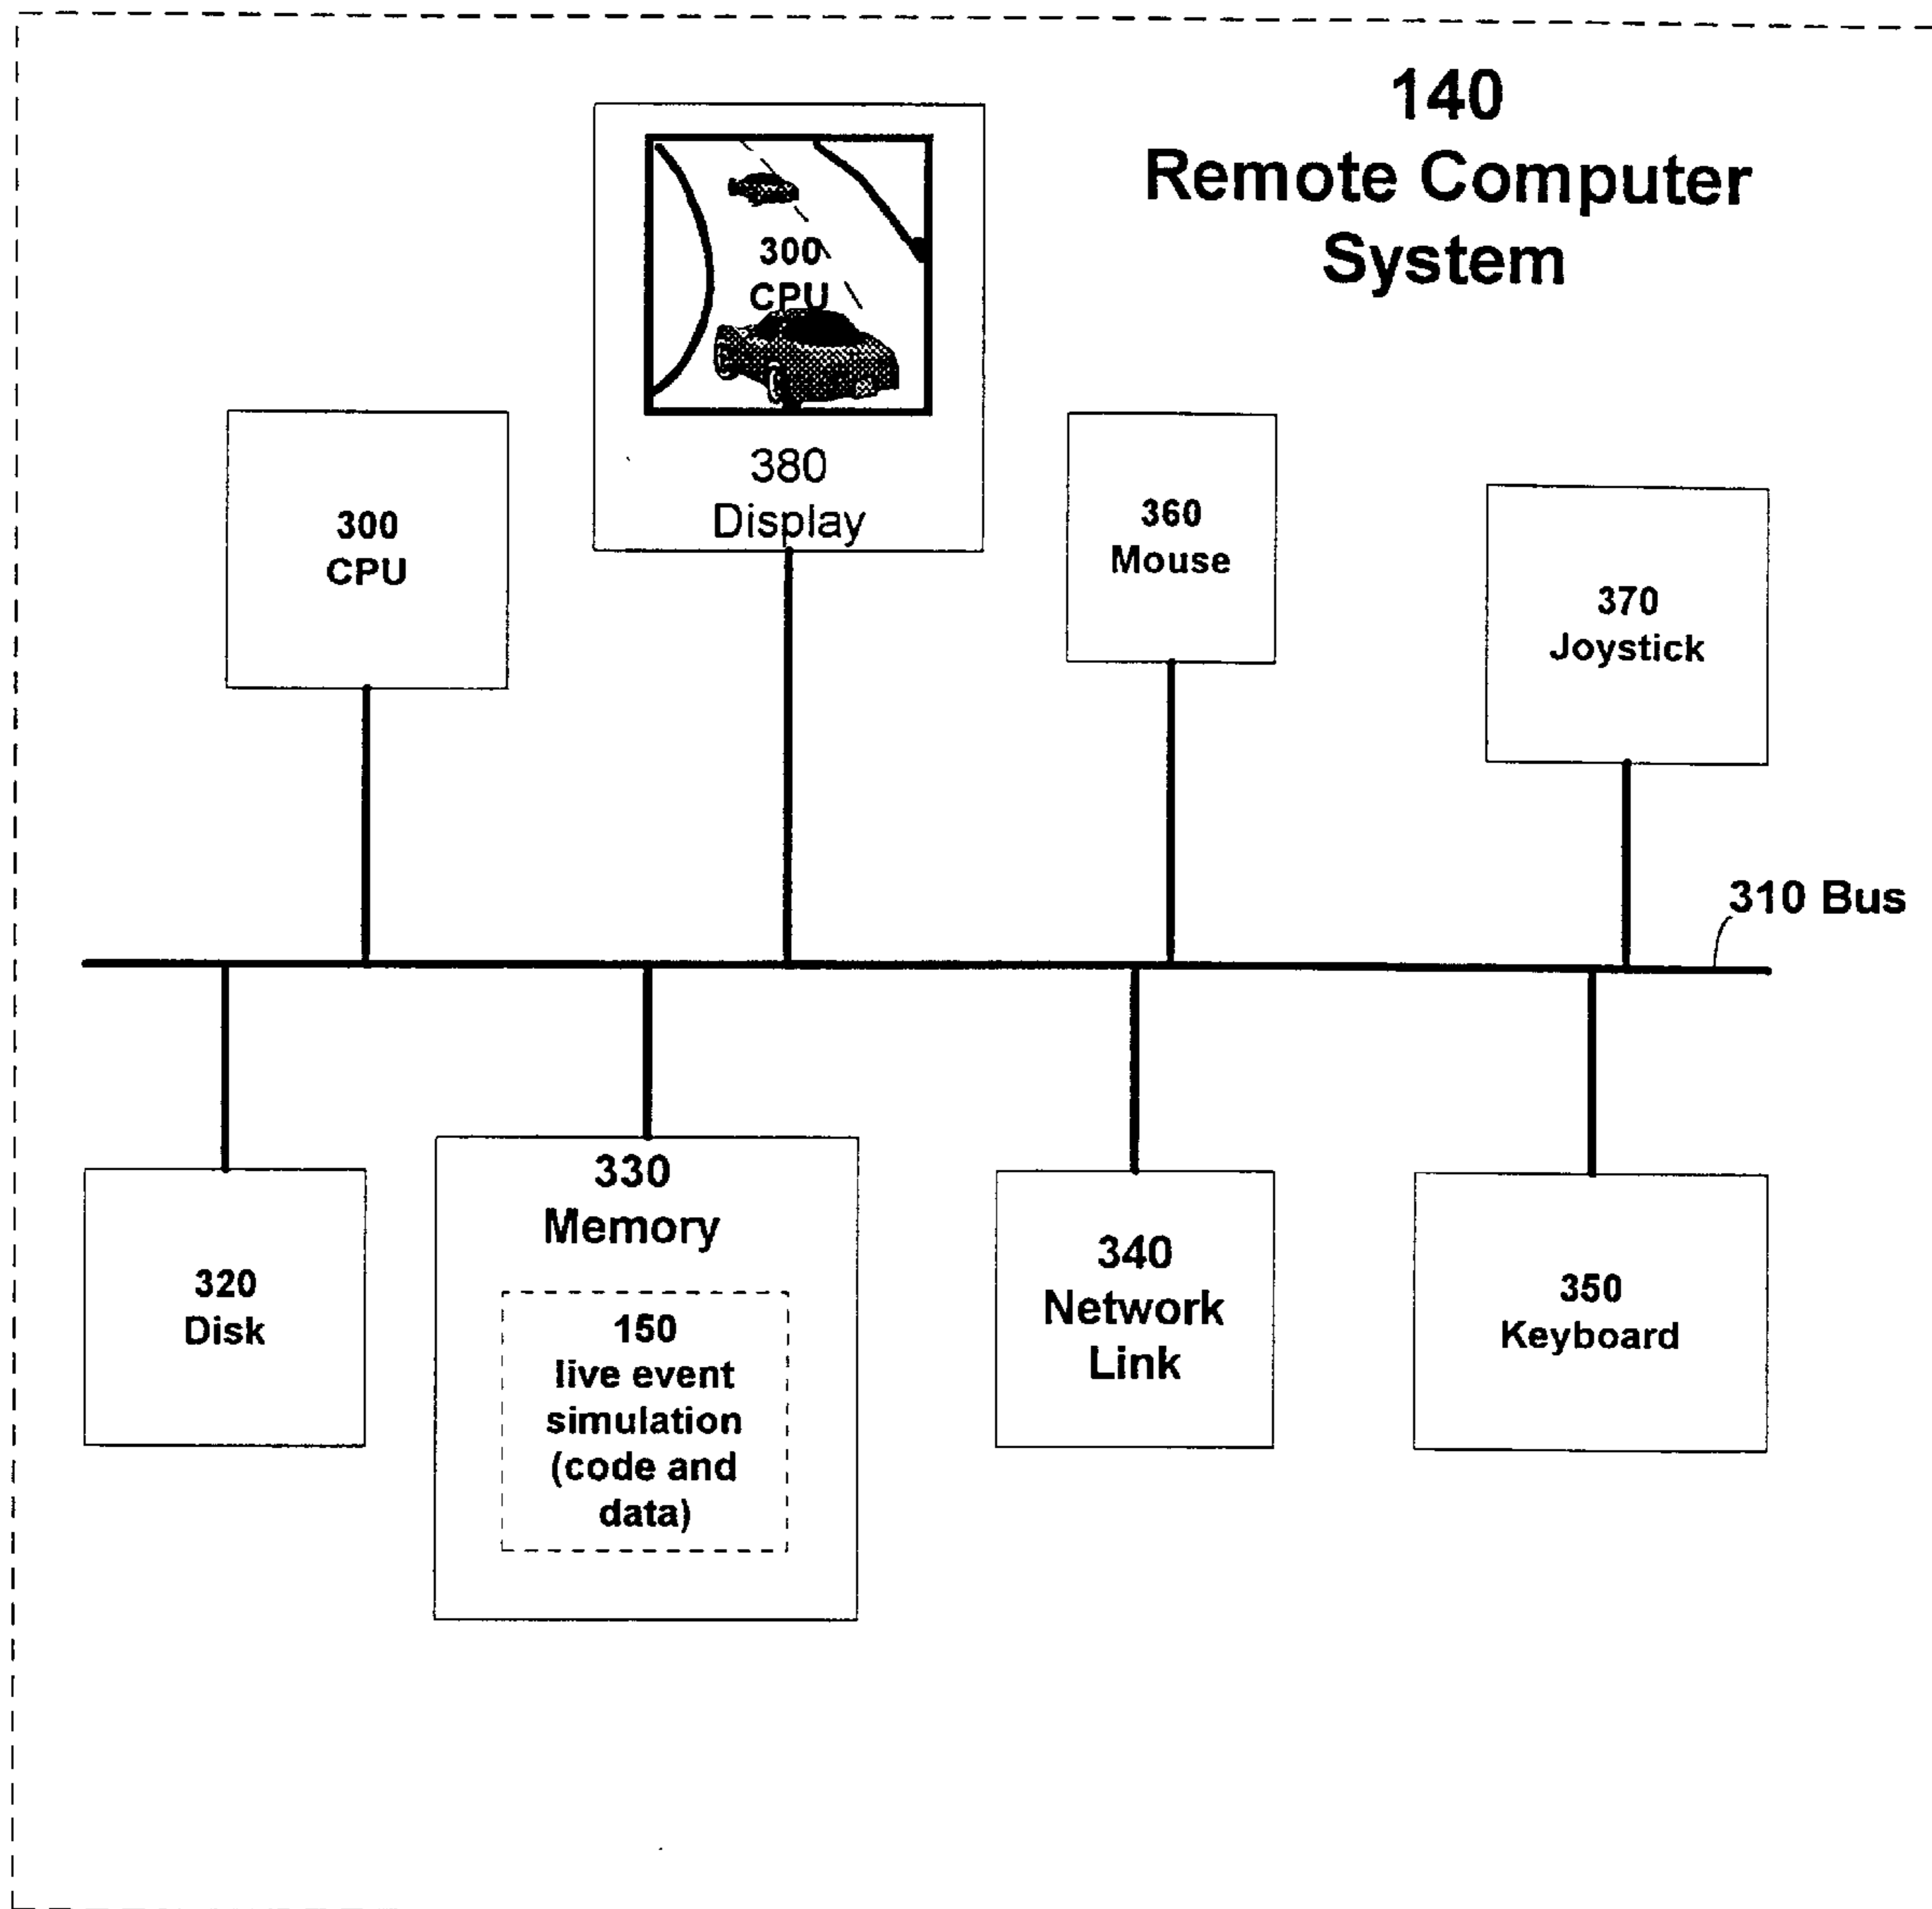 140
Remote Computer
System
300
CPU
380
Display
300
CPU
360
Mouse
370
Joystick
310 Bus
320
Disk
330
Memory
150
live event
simulation
(code and
data)
340
Network
Link
350
Keyboard